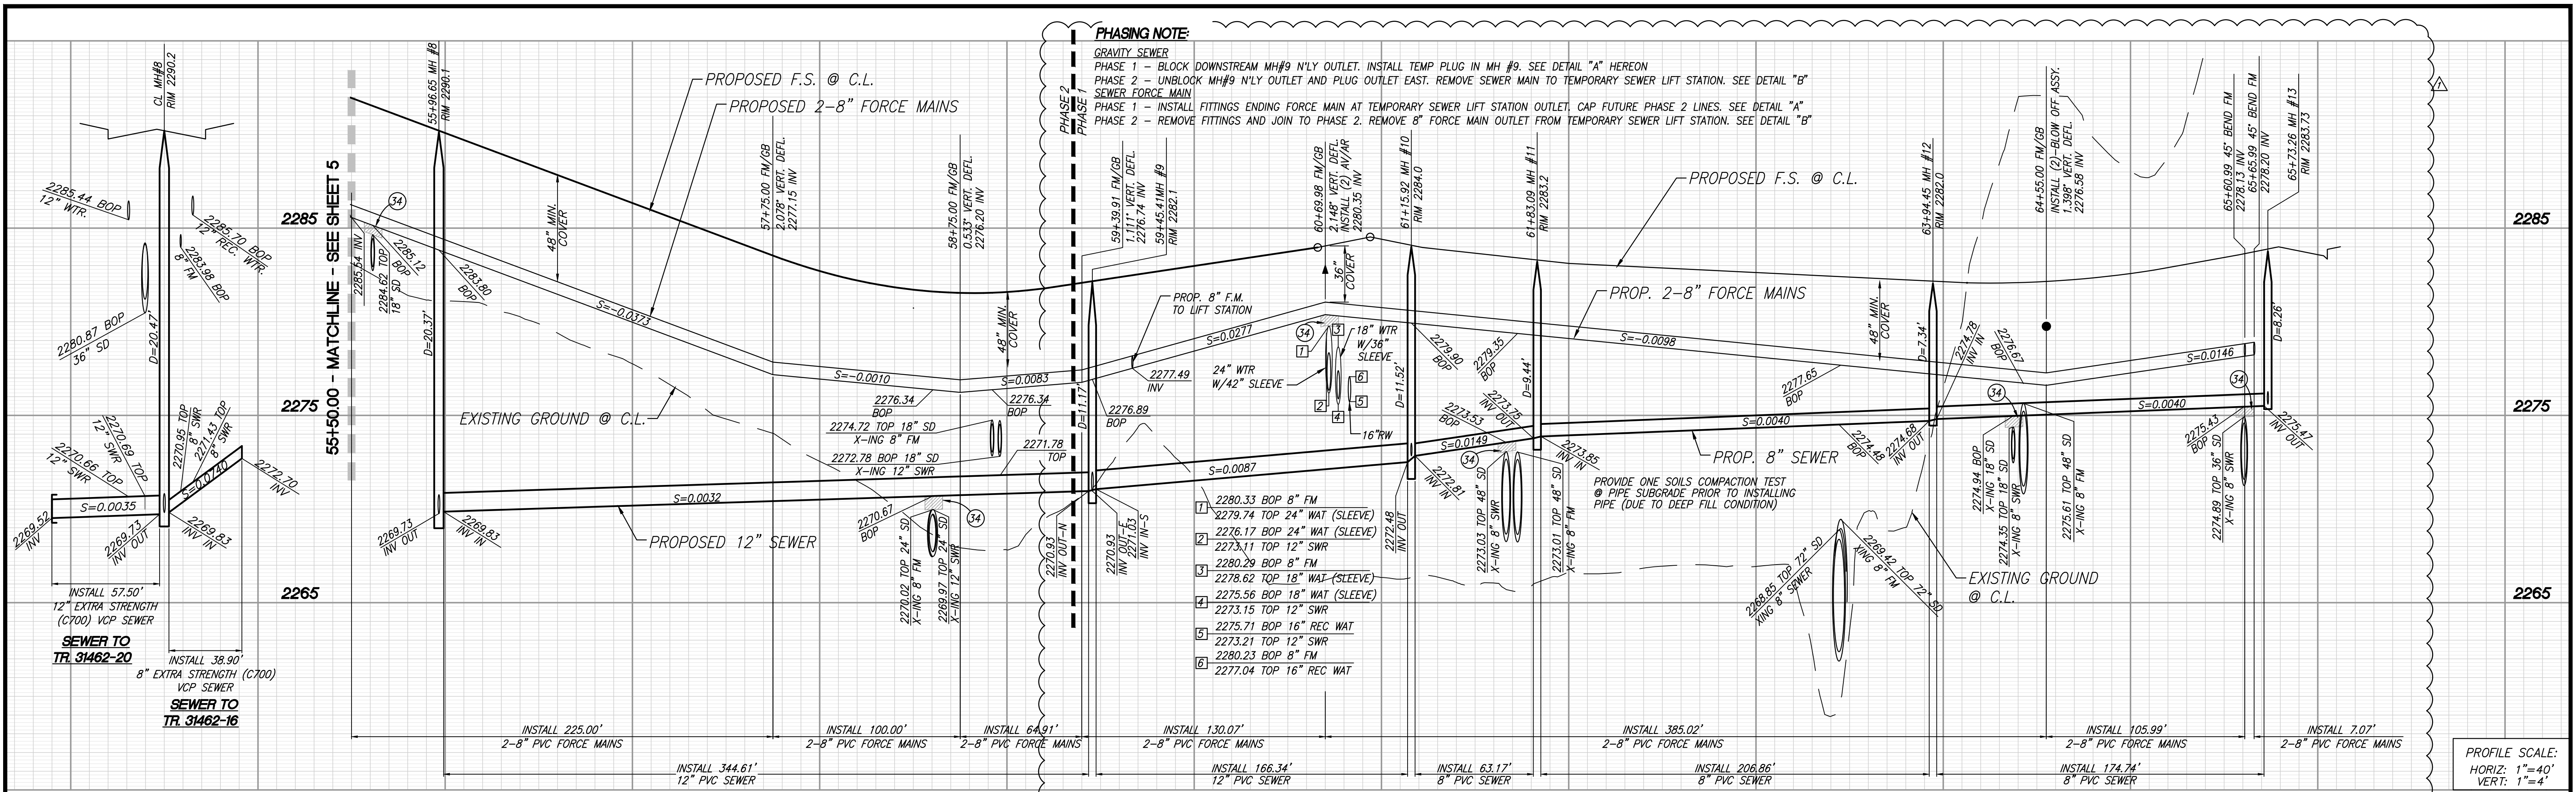 PHASING NOTE:
GRAVITY SEWER
PHASE 1 - BLOCK DOWNSTREAM MH#9 N'LY OUTLET. INSTALL TEMP PLUG IN MH #9. SEE DETAIL "A" HEREON
PHASE 2 - UNBLOCK MH#9 N'LY OUTLET AND PLUG OUTLET EAST. REMOVE SEWER MAIN TO TEMPORARY SEWER LIFT STATION. SEE DETAIL "B"
SEWER FORCE MAIN
PHASE 1 - INSTALL FITTINGS ENDING FORCE MAIN AT TEMPORARY SEWER LIFT STATION OUTLET. CAP FUTURE PHASE 2 LINES. SEE DETAIL "A"
PHASE 2 - REMOVE FITTINGS AND JOIN TO PHASE 2. REMOVE 8" FORCE MAIN OUTLET FROM TEMPORARY SEWER LIFT STATION. SEE DETAIL "B"
PHASE 2
PHASE 1
1
CL MH#8
RIM 2290.2
2285.44 BOP
12" WTR.
2285.70 BOP
12" REC. WTR.
2283.98 BOP
8" FM
2280.87 BOP
36" SD
D=20.47'
2270.66 TOP
12" SWR
2270.69 TOP
12" SWR
2270.95 TOP
8" SWR
2271.43 TOP
8" SWR
S=0.0035
S=0.0740
2272.70
INV
2269.52
INV
2269.73
INV OUT
2269.83
INV IN
INSTALL 57.50'
12" EXTRA STRENGTH
(C700) VCP SEWER
SEWER TO
TR. 31462-20
INSTALL 38.90'
8" EXTRA STRENGTH (C700)
VCP SEWER
SEWER TO
TR. 31462-16
2285
2275
2265
55+50.00 - MATCHLINE - SEE SHEET 5
55+96.65 MH #8
RIM 2290.1
34
2285.54 INV
2284.62 TOP
18" SD
2285.12
BOP
2283.80
BOP
D=20.37'
2269.73
INV OUT
2269.83
INV IN
PROPOSED F.S. @ C.L.
PROPOSED 2-8" FORCE MAINS
48" MIN.
COVER
S=-0.0373
EXISTING GROUND @ C.L.
S=0.0032
PROPOSED 12" SEWER
57+75.00 FM/GB
2.078° VERT. DEFL.
2277.15 INV
58+75.00 FM/GB
0.533° VERT. DEFL.
2276.20 INV
S=-0.0010
2276.34
BOP
48" MIN.
COVER
S=0.0083
2276.34
BOP
2274.72 TOP 18" SD
X-ING 8" FM
2272.78 BOP 18" SD
X-ING 12" SWR
2271.78
TOP
2270.67
BOP
2270.02 TOP 24" SD
X-ING 8" FM
2269.97 TOP 24" SD
X-ING 12" SWR
34
59+39.91 FM/GB
1.111° VERT. DEFL.
2276.74 INV
59+45.41MH #9
RIM 2282.1
D=11.17'
2276.89
BOP
PROP. 8" F.M.
TO LIFT STATION
2277.49
INV
S=0.0277
S=0.0087
2270.93
INV OUT-N
2270.93
INV OUT-E
2271.03
INV IN-S
60+69.98 FM/GB
2.148° VERT. DEFL.
INSTALL (2) AV/AR
2280.35 INV
36"
COVER
34
1
3
18" WTR
W/36"
SLEEVE
24" WTR
W/42" SLEEVE
6
5
2
4
16"RW
1
2280.33 BOP 8" FM
2279.74 TOP 24" WAT (SLEEVE)
2
2276.17 BOP 24" WAT (SLEEVE)
2273.11 TOP 12" SWR
3
2280.29 BOP 8" FM
2278.62 TOP 18" WAT (SLEEVE)
4
2275.56 BOP 18" WAT (SLEEVE)
2273.15 TOP 12" SWR
5
2275.71 BOP 16" REC WAT
2273.21 TOP 12" SWR
6
2280.23 BOP 8" FM
2277.04 TOP 16" REC WAT
61+15.92 MH #10
RIM 2284.0
D=11.52'
2279.90
BOP
2279.35
BOP
2272.48
INV OUT
2272.81
INV IN
2273.53
BOP
2273.75
INV OUT
S=0.0149
34
2273.03 TOP 48" SD
X-ING 8" SWR
2273.01 TOP 48" SD
X-ING 8" FM
61+83.09 MH #11
RIM 2283.2
D=9.44'
2273.85
INV IN
PROPOSED F.S. @ C.L.
PROP. 2-8" FORCE MAINS
S=-0.0098
2277.65
BOP
S=0.0040
PROP. 8" SEWER
PROVIDE ONE SOILS COMPACTION TEST
@ PIPE SUBGRADE PRIOR TO INSTALLING
PIPE (DUE TO DEEP FILL CONDITION)
2268.85 TOP 72" SD
XING 8" SEWER
2269.42 TOP 72" SD
XING 8" FM
EXISTING GROUND
@ C.L.
48" MIN.
COVER
63+94.45 MH #12
RIM 2282.0
D=7.34'
2274.48
BOP
2274.68
INV OUT
2274.78
INV IN
2276.67
BOP
34
2274.94 BOP
X-ING 18" SD
2274.35 TOP 18" SD
X-ING 8" SWR
2275.61 TOP 48" SD
X-ING 8" FM
64+55.00 FM/GB
INSTALL (2)-BLOW OFF ASSY.
1.398° VERT. DEFL.
2276.58 INV
S=0.0146
S=0.0040
65+60.99 45° BEND FM
2278.13 INV
65+65.99 45° BEND FM
2278.20 INV
65+73.26 MH #13
RIM 2283.73
D=8.26'
34
2275.43
BOP
2275.47
INV OUT
2274.89 TOP 36" SD
X-ING 8" SWR
2285
2275
2265
INSTALL 225.00'
2-8" PVC FORCE MAINS
INSTALL 100.00'
2-8" PVC FORCE MAINS
INSTALL 64.91'
2-8" PVC FORCE MAINS
INSTALL 130.07'
2-8" PVC FORCE MAINS
INSTALL 385.02'
2-8" PVC FORCE MAINS
INSTALL 105.99'
2-8" PVC FORCE MAINS
INSTALL 7.07'
2-8" PVC FORCE MAINS
INSTALL 344.61'
12" PVC SEWER
INSTALL 166.34'
12" PVC SEWER
INSTALL 63.17'
8" PVC SEWER
INSTALL 206.86'
8" PVC SEWER
INSTALL 174.74'
8" PVC SEWER
PROFILE SCALE:
HORIZ: 1"=40'
VERT: 1"=4'